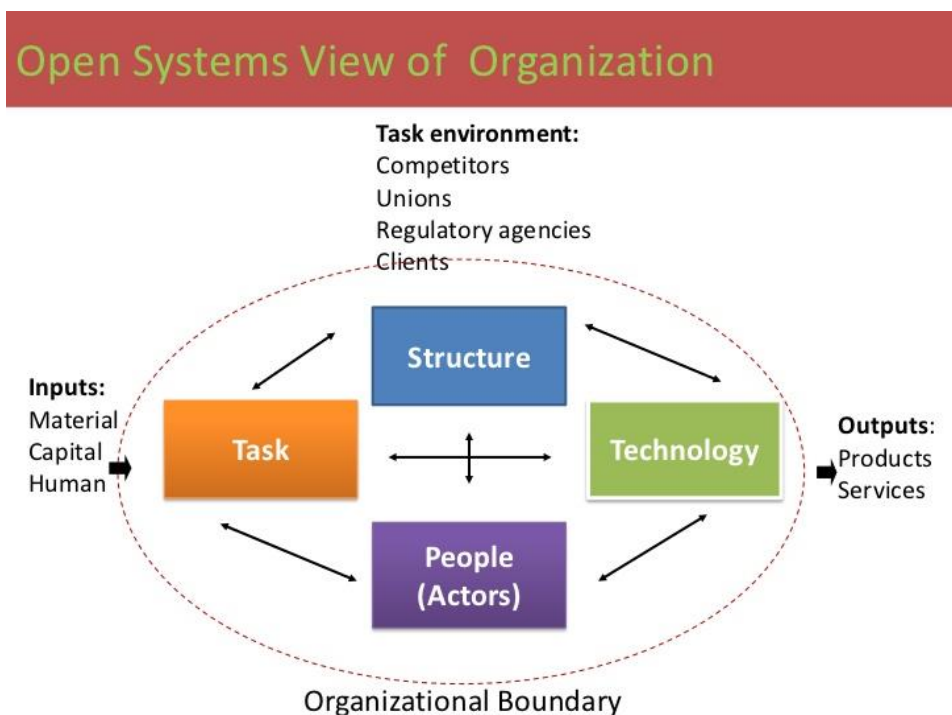 Open Systems View of Organization
Task environment:
Competitors
Unions
Regulatory agencies
Clients
Structure
Inputs:
Material
Capital
Human
Task
Technology
Outputs:
Products
Services
People
(Actors)
Organizational Boundary